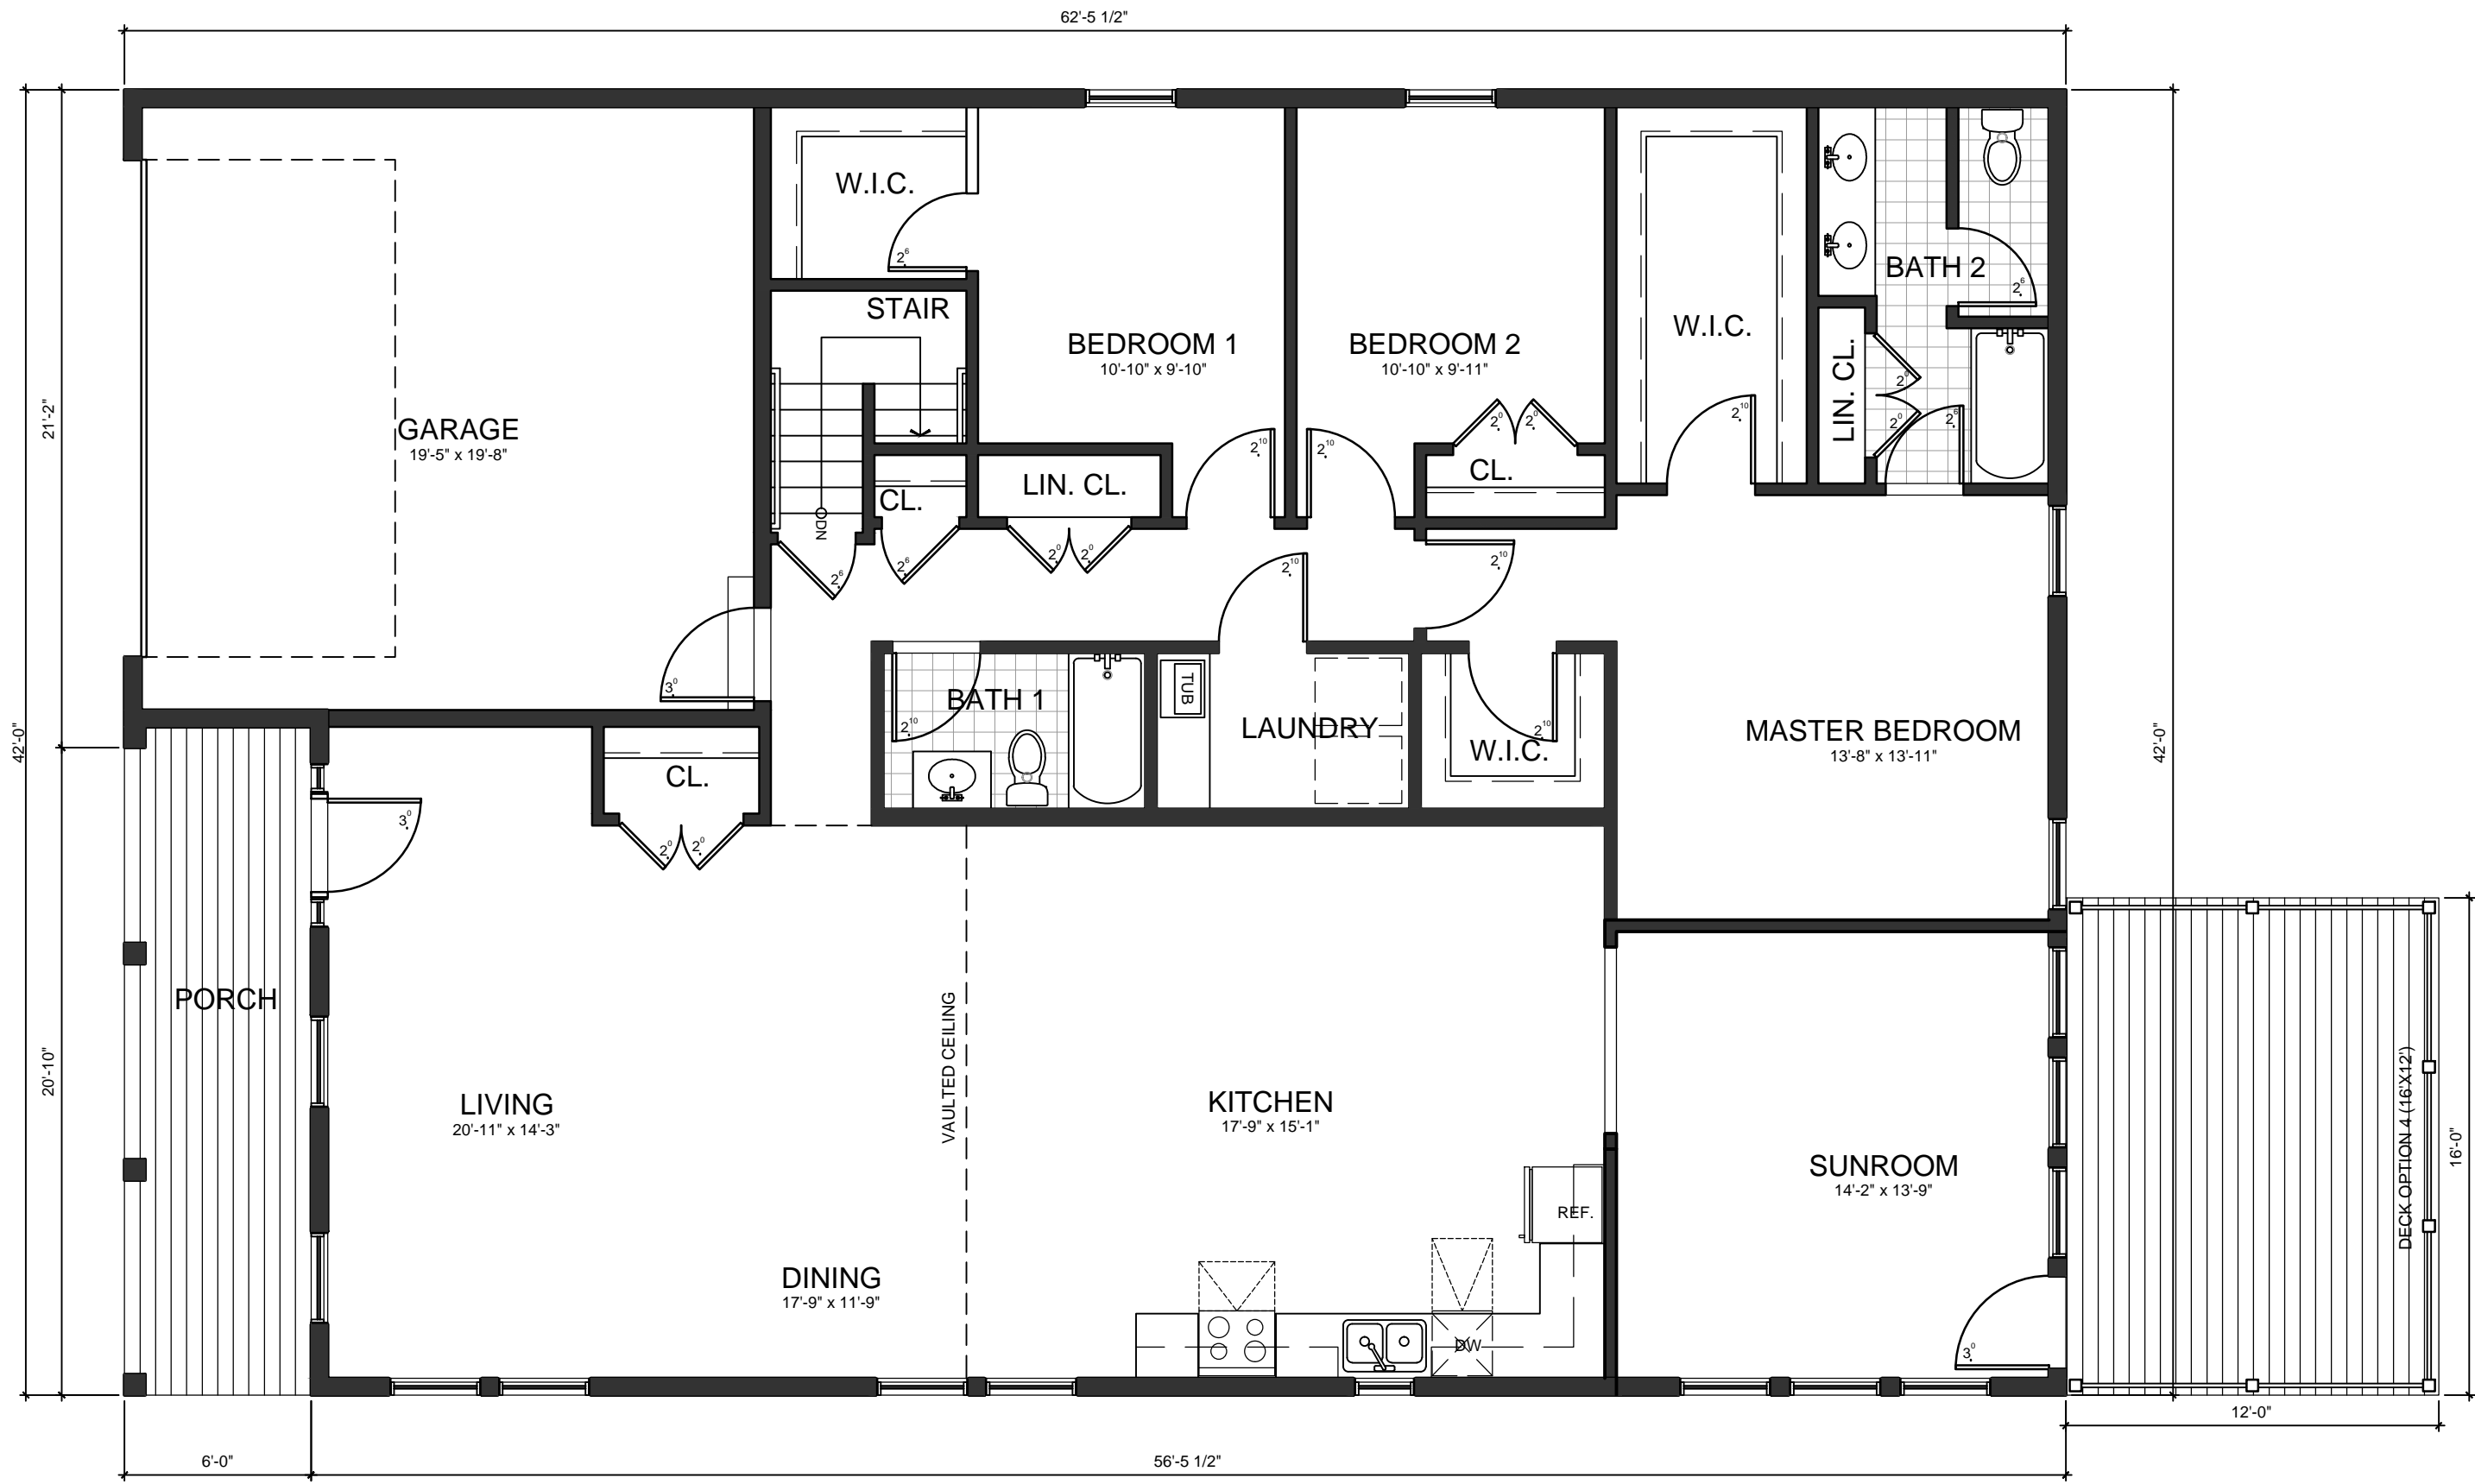 62'-5 1/2"
W.I.C.
2⁶
STAIR
BEDROOM 1
10'-10" x 9'-10"
BEDROOM 2
10'-10" x 9'-11"
W.I.C.
BATH 2
2⁶
LIN. CL.
2⁰
2⁰
2⁶
2¹⁰
21'-2"
GARAGE
19'-5" x 19'-8"
2¹⁰
2¹⁰
2⁰
2⁰
CL.
CL.
LIN. CL.
DN
2⁶
2⁶
2⁰
2⁰
2¹⁰
2¹⁰
3⁰
BATH 1
2¹⁰
TUB
LAUNDRY
2¹⁰
W.I.C.
MASTER BEDROOM
13'-8" x 13'-11"
42'-0"
42'-0"
CL.
3⁰
2⁰
2⁰
PORCH
20'-10"
VAULTED CEILING
LIVING
20'-11" x 14'-3"
KITCHEN
17'-9" x 15'-1"
SUNROOM
14'-2" x 13'-9"
DECK OPTION 4 (16'X12')
16'-0"
REF.
DINING
17'-9" x 11'-9"
DW
3⁰
12'-0"
6'-0"
56'-5 1/2"